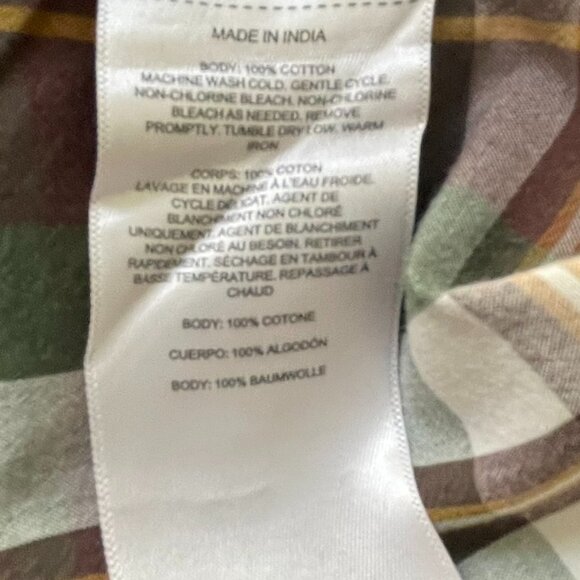 MADE IN INDIA
BODY: 100% COTTON
MACHINE WASH COLD. GENTLE CYCLE.
NON-CHLORINE BLEACH. NON-CHLORINE
BLEACH AS NEEDED. REMOVE
PROMPTLY. TUMBLE DRY LOW. WARM
IRON
CORPS: 100% COTON
LAVAGE EN MACHINE À L'EAU FROIDE.
CYCLE DÉLICAT. AGENT DE
BLANCHIMENT NON CHLORÉ
UNIQUEMENT. AGENT DE BLANCHIMENT
NON CHLORÉ AU BESOIN. RETIRER
RAPIDEMENT. SÉCHAGE EN TAMBOUR À
BASSE TEMPÉRATURE. REPASSAGE À
CHAUD
BODY: 100% COTONE
CUERPO: 100% ALGODÓN
BODY: 100% BAUMWOLLE